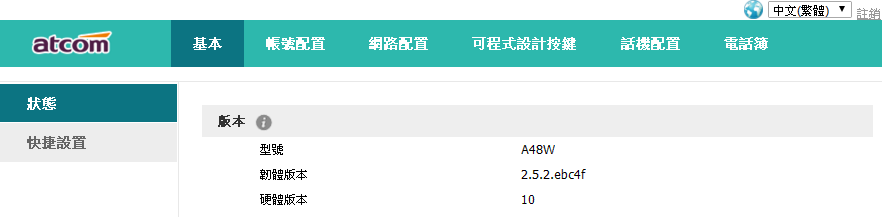 中文(繁體) 註銷
atcom 基本 帳號配置 網路配置 可程式設計按鍵 話機配置 電話簿
狀態
快捷設置
版本
型號 A48W
韌體版本 2.5.2.ebc4f
硬體版本 10